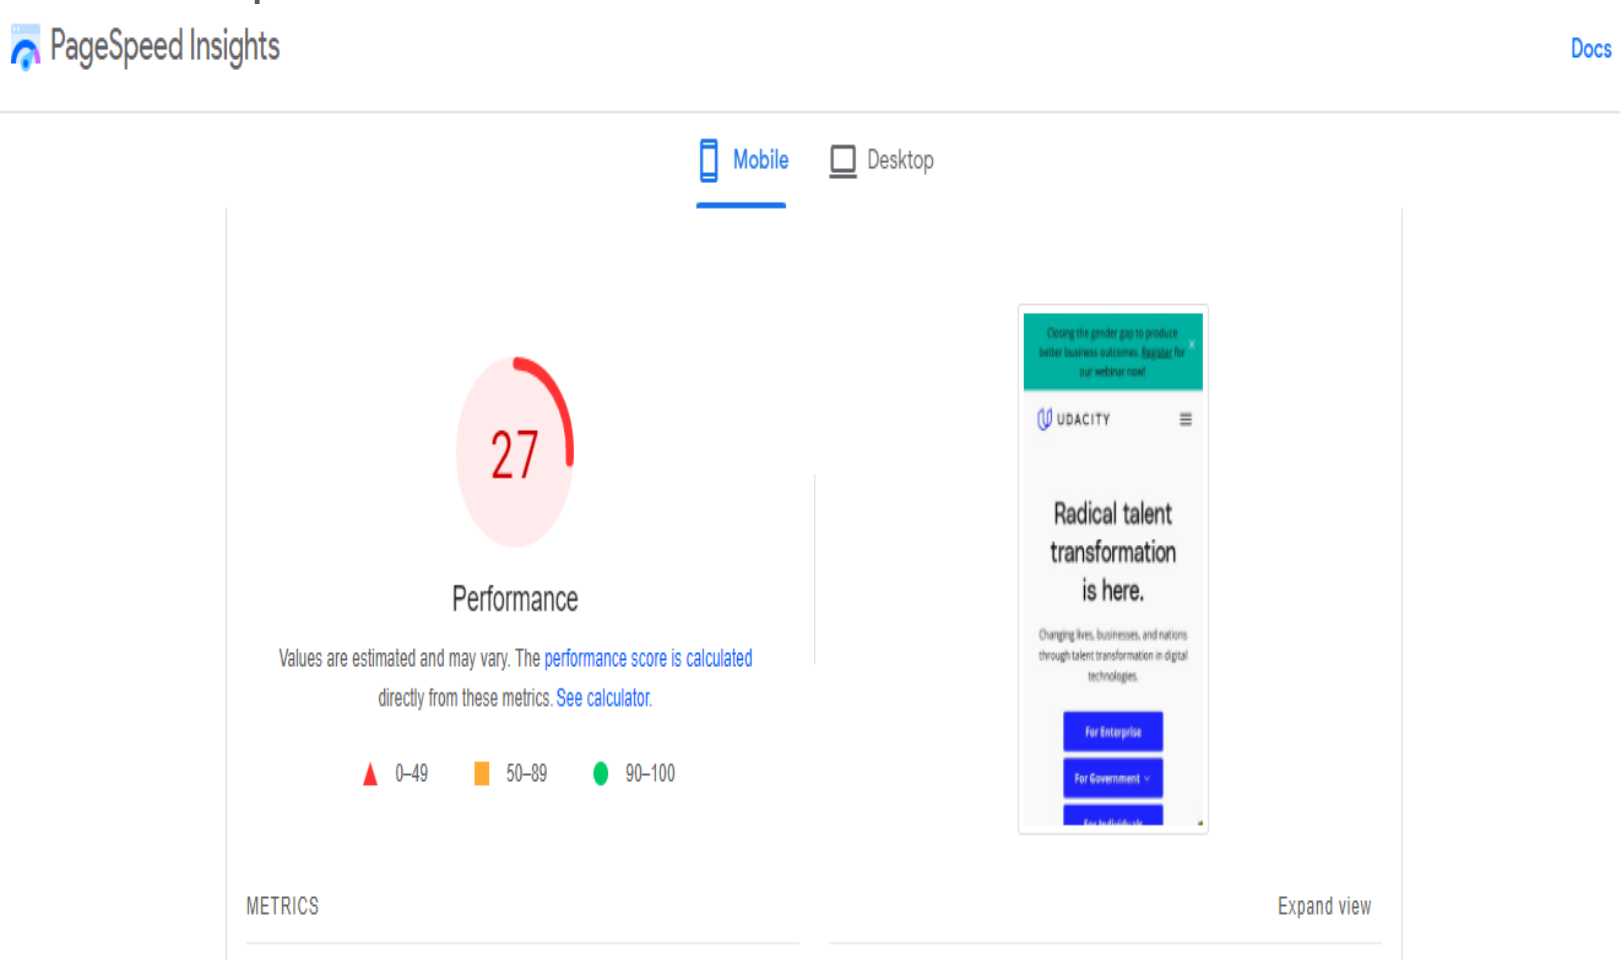 PageSpeed Insights
Docs
Mobile
Desktop
27
Performance
Values are estimated and may vary. The performance score is calculated
directly from these metrics. See calculator.
0–49
50–89
90–100
Closing the gender gap to produce
better business outcomes. Register for
our webinar now!
×
UDACITY
Radical talent
transformation
is here.
Changing lives, businesses, and nations
through talent transformation in digital
technologies.
For Enterprise
For Government
For Individuals
METRICS
Expand view